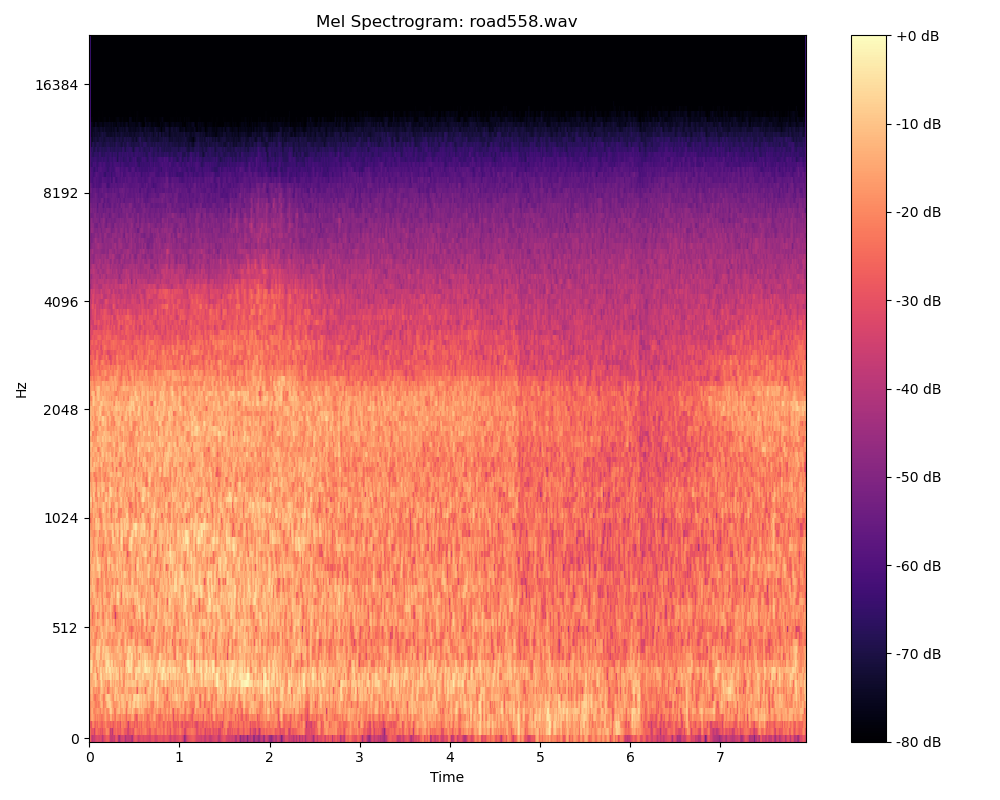 Mel Spectrogram: road558.wav
+0 dB
16384
-10 dB
8192
-20 dB
4096
-30 dB
Hz
2048
-40 dB
1024
-50 dB
-60 dB
512
-70 dB
0
-80 dB
0 1 2 3 4 5 6 7
Time